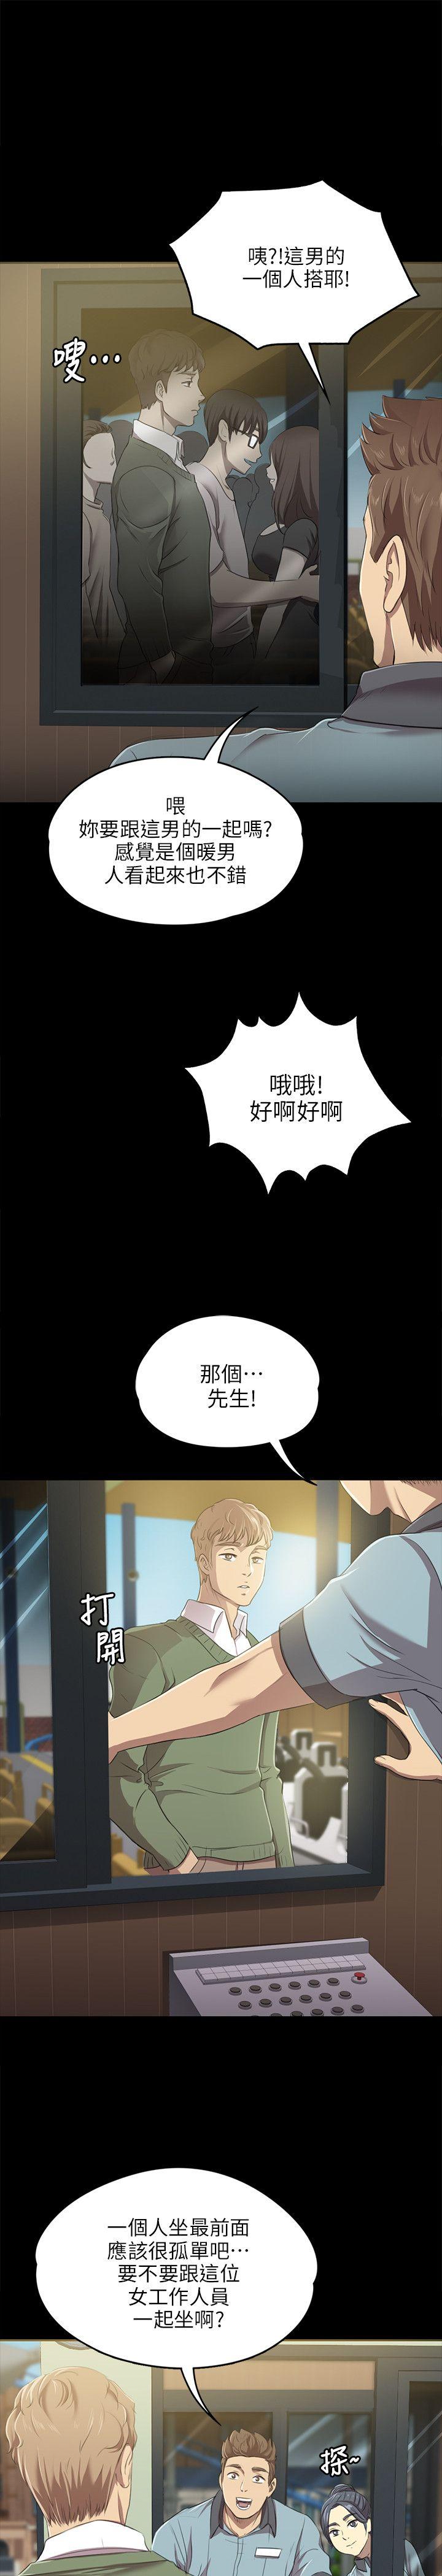 咦?!這男的
一個人搭耶!
嗖…
喂
妳要跟這男的一起嗎?
感覺是個暖男
人看起來也不錯
哦哦!
好啊好啊
那個…
先生!
打
開
一個人坐最前面
應該很孤單吧…
要不要跟這位
女工作人員
一起坐啊?
探~